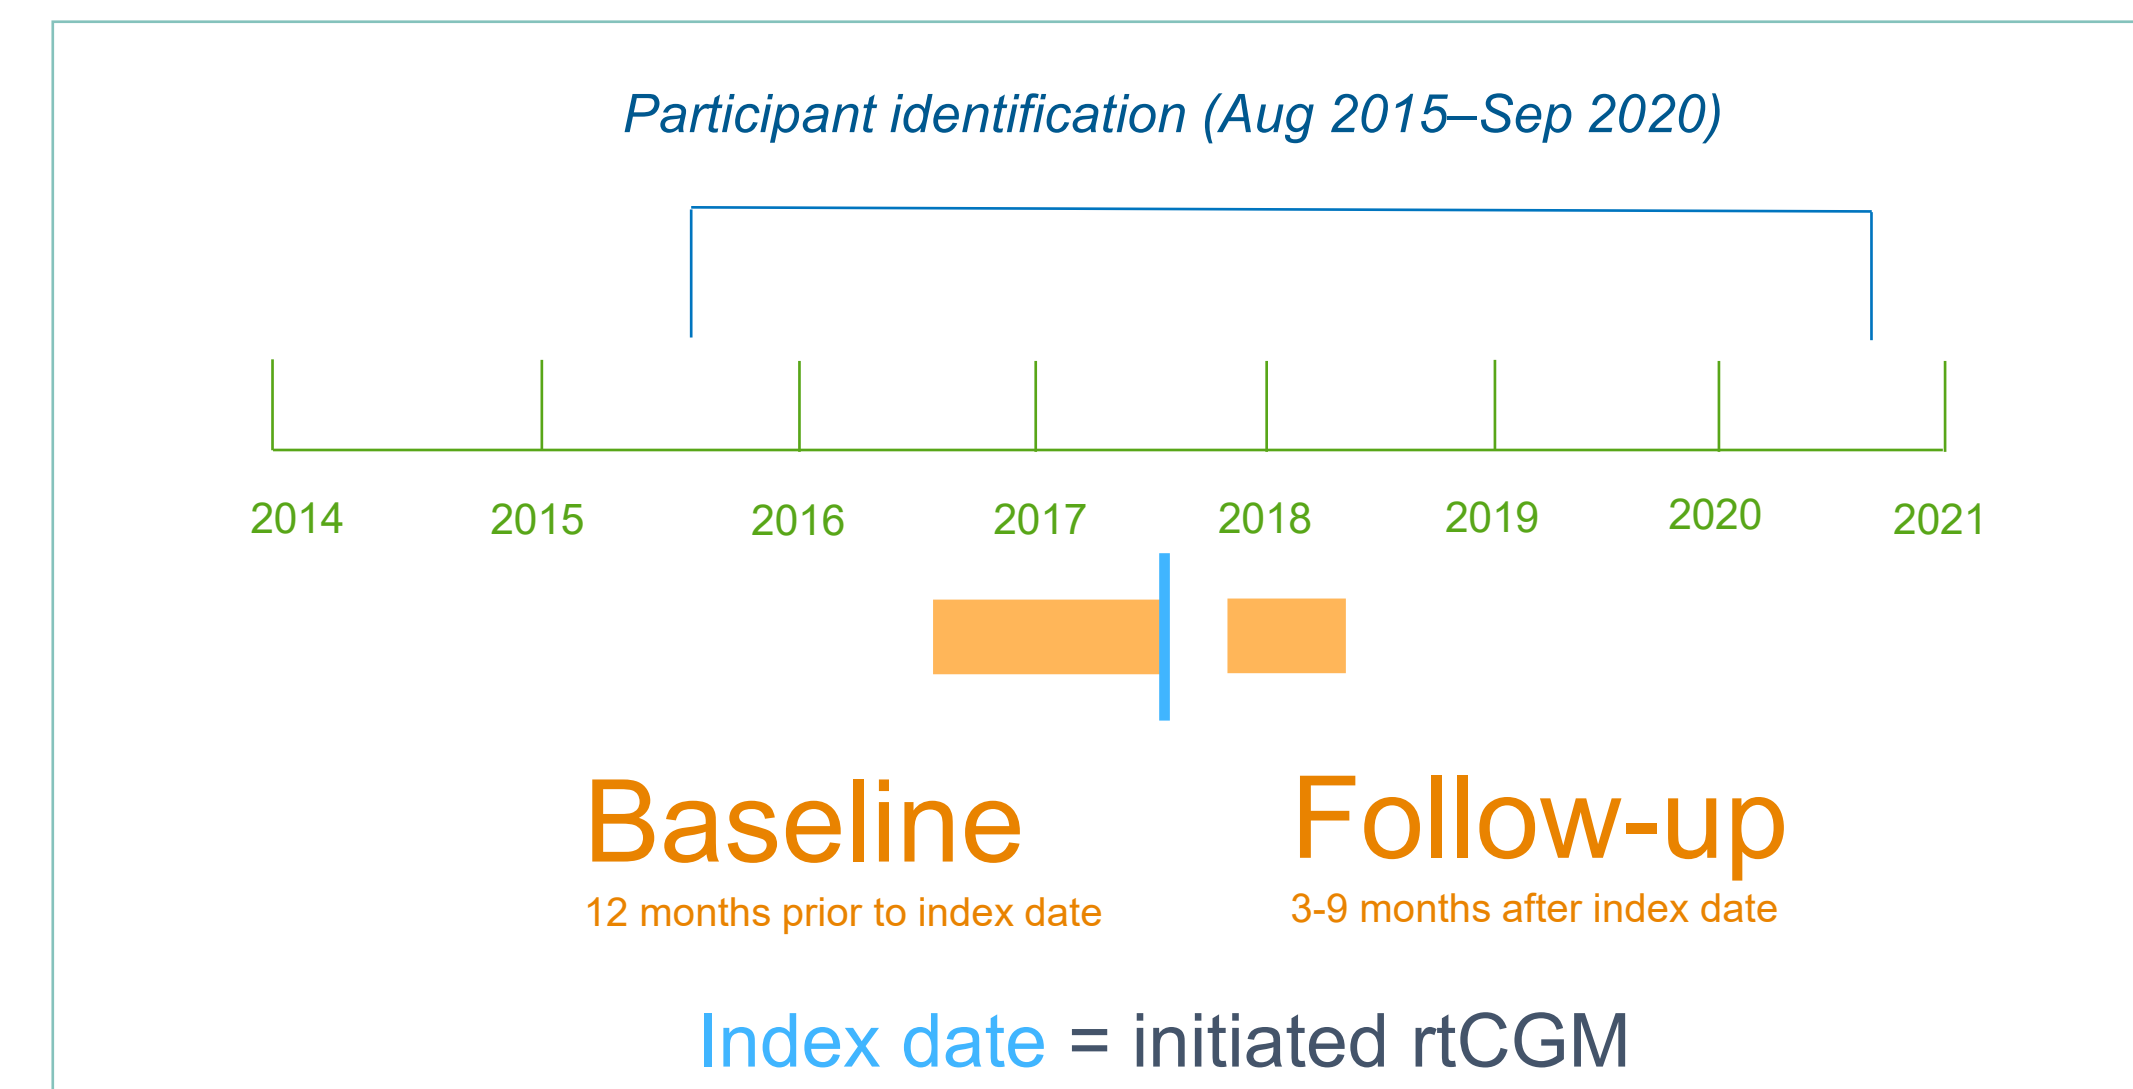 Participant identification (Aug 2015–Sep 2020)
2014 2015 2016 2017 2018 2019 2020 2021
Baseline
12 months prior to index date
Follow-up
3-9 months after index date
Index date = initiated rtCGM